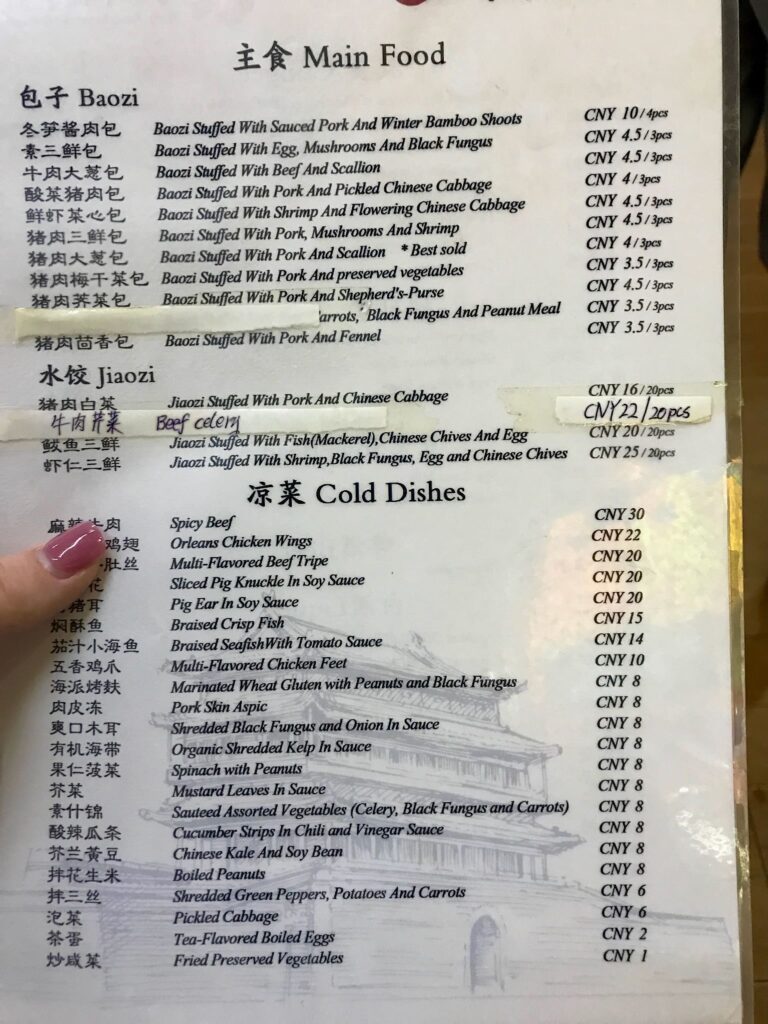 主食 Main Food
包子 Baozi
冬笋酱肉包 Baozi Stuffed With Sauced Pork And Winter Bamboo Shoots CNY 10 / 4pcs
素三鲜包 Baozi Stuffed With Egg, Mushrooms And Black Fungus CNY 4.5 / 3pcs
牛肉大葱包 Baozi Stuffed With Beef And Scallion CNY 4.5 / 3pcs
酸菜猪肉包 Baozi Stuffed With Pork And Pickled Chinese Cabbage CNY 4 / 3pcs
鲜虾菜心包 Baozi Stuffed With Shrimp And Flowering Chinese Cabbage CNY 4.5 / 3pcs
猪肉三鲜包 Baozi Stuffed With Pork, Mushrooms And Shrimp CNY 4.5 / 3pcs
猪肉大葱包 Baozi Stuffed With Pork And Scallion * Best sold CNY 4 / 3pcs
猪肉梅干菜包 Baozi Stuffed With Pork And preserved vegetables CNY 3.5 / 3pcs
猪肉荠菜包 Baozi Stuffed With Pork And Shepherd's-Purse CNY 4.5 / 3pcs
arrots, Black Fungus And Peanut Meal CNY 3.5 / 3pcs
猪肉茴香包 Baozi Stuffed With Pork And Fennel CNY 3.5 / 3pcs
水饺 Jiaozi
猪肉白菜 Jiaozi Stuffed With Pork And Chinese Cabbage CNY 16 / 20pcs
牛肉芹菜 Beef celery CNY22/20pcs
鲅鱼三鲜 Jiaozi Stuffed With Fish(Mackerel),Chinese Chives And Egg CNY 20 / 20pcs
虾仁三鲜 Jiaozi Stuffed With Shrimp,Black Fungus, Egg and Chinese Chives CNY 25 / 20pcs
凉菜 Cold Dishes
麻辣牛肉 Spicy Beef CNY 30
鸡翅 Orleans Chicken Wings CNY 22
肚丝 Multi-Flavored Beef Tripe CNY 20
花 Sliced Pig Knuckle In Soy Sauce CNY 20
猪耳 Pig Ear In Soy Sauce CNY 20
焖酥鱼 Braised Crisp Fish CNY 15
茄汁小海鱼 Braised SeafishWith Tomato Sauce CNY 14
五香鸡爪 Multi-Flavored Chicken Feet CNY 10
海派烤麸 Marinated Wheat Gluten with Peanuts and Black Fungus CNY 8
肉皮冻 Pork Skin Aspic CNY 8
爽口木耳 Shredded Black Fungus and Onion In Sauce CNY 8
有机海带 Organic Shredded Kelp In Sauce CNY 8
果仁菠菜 Spinach with Peanuts CNY 8
芥菜 Mustard Leaves In Sauce CNY 8
素什锦 Sauteed Assorted Vegetables (Celery, Black Fungus and Carrots) CNY 8
酸辣瓜条 Cucumber Strips In Chili and Vinegar Sauce CNY 8
芥兰黄豆 Chinese Kale And Soy Bean CNY 8
拌花生米 Boiled Peanuts CNY 8
拌三丝 Shredded Green Peppers, Potatoes And Carrots CNY 6
泡菜 Pickled Cabbage CNY 6
茶蛋 Tea-Flavored Boiled Eggs CNY 2
炒咸菜 Fried Preserved Vegetables CNY 1